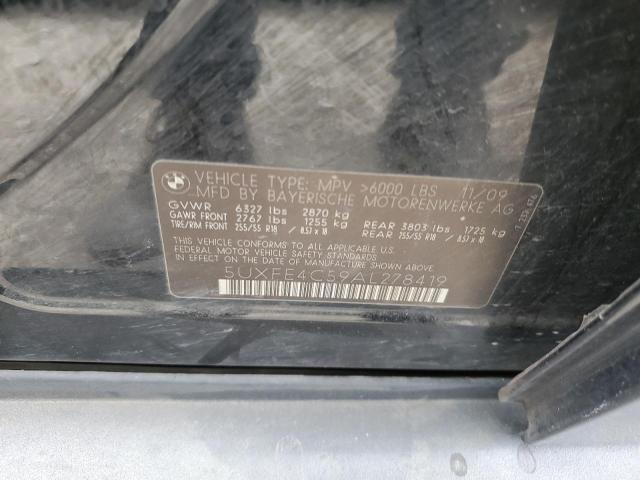 BMW
VEHICLE TYPE: MPV >6000 LBS 11/09
MFD BY BAYERISCHE MOTORENWERKE AG
GVWR 6327 lbs 2870 kg
GAWR FRONT 2767 lbs 1255 kg REAR 3803 lbs 1725 kg
TIRE/RIM FRONT 255/55 R18 / 8.5J x 18 REAR 255/55 R18 / 8.5J x 18
THIS VEHICLE CONFORMS TO ALL APPLICABLE U.S.
FEDERAL MOTOR VEHICLE SAFETY STANDARDS IN EFFECT
ON THE DATE OF MANUFACTURE SHOWN ABOVE.
5UXFE4C59AL278419